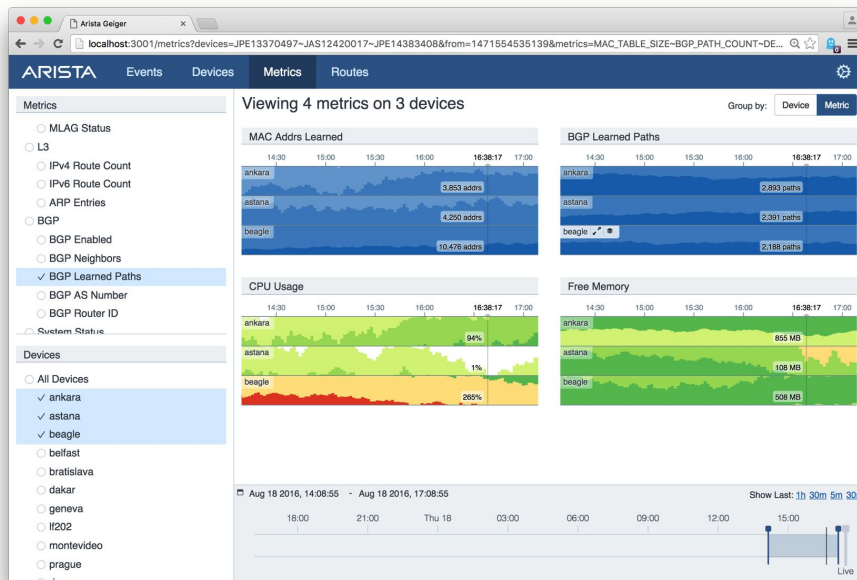 Arista Geiger
localhost:3001/metrics?devices=JPE13370497~JAS12420017~JPE14383408&from=1471554535139&metrics=MAC_TABLE_SIZE~BGP_PATH_COUNT~DE...
ARISTA Events Devices Metrics Routes
Metrics
MLAG Status
L3
IPv4 Route Count
IPv6 Route Count
ARP Entries
BGP
BGP Enabled
BGP Neighbors
BGP Learned Paths
BGP AS Number
BGP Router ID
System Status
Devices
All Devices
ankara
astana
beagle
belfast
bratislava
dakar
geneva
lf202
montevideo
prague
Viewing 4 metrics on 3 devices
Group by: Device Metric
MAC Addrs Learned
14:30 15:00 15:30 16:00 16:38:17 17:00
ankara
3,853 addrs
astana
4,250 addrs
beagle
10,476 addrs
BGP Learned Paths
14:30 15:00 15:30 16:00 16:38:17 17:00
ankara
2,893 paths
astana
2,391 paths
beagle
2,188 paths
CPU Usage
14:30 15:00 15:30 16:00 16:38:17 17:00
ankara
94%
astana
1%
beagle
265%
Free Memory
14:30 15:00 15:30 16:00 16:38:17 17:00
ankara
855 MB
astana
108 MB
beagle
508 MB
Aug 18 2016, 14:08:55 - Aug 18 2016, 17:08:55
Show Last: 1h 30m 5m 30
18:00 21:00 Thu 18 03:00 06:00 09:00 12:00 15:00
Live